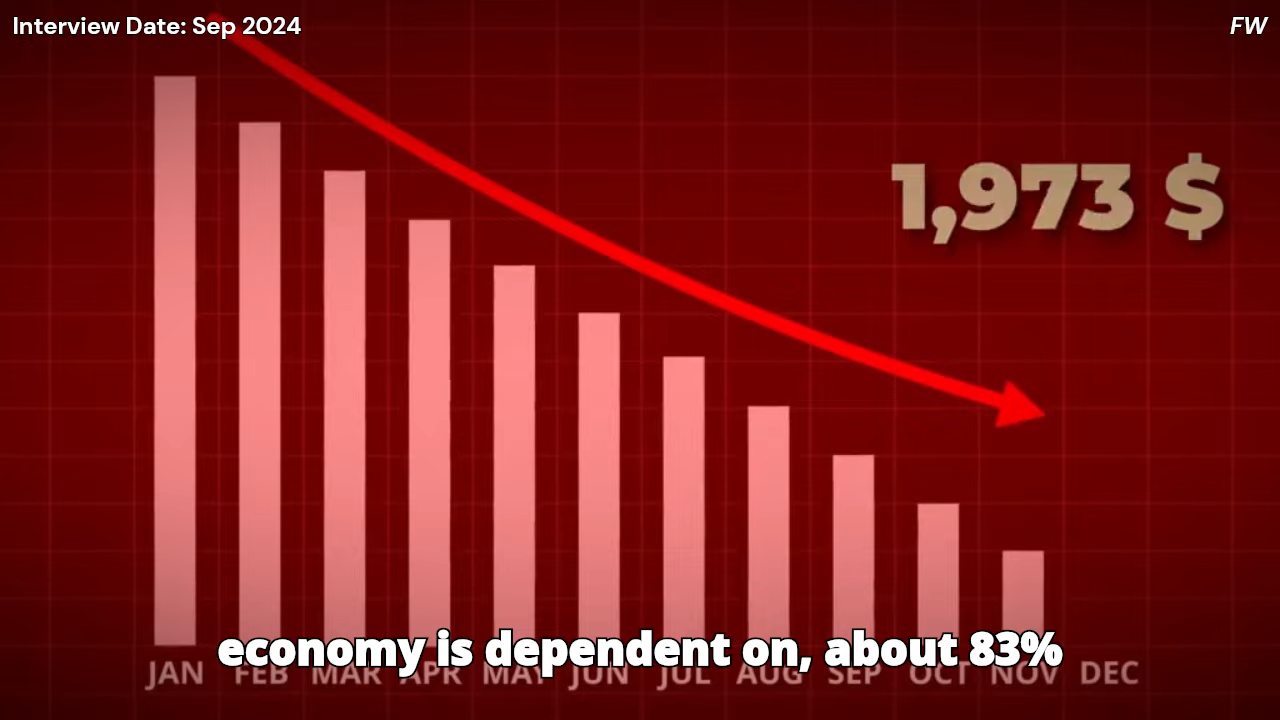 Interview Date: Sep 2024
FW
1,973 $
economy is dependent on, about 83%
JAN FEB MAR APR MAY JUN JUL AUG SEP OCT NOV DEC